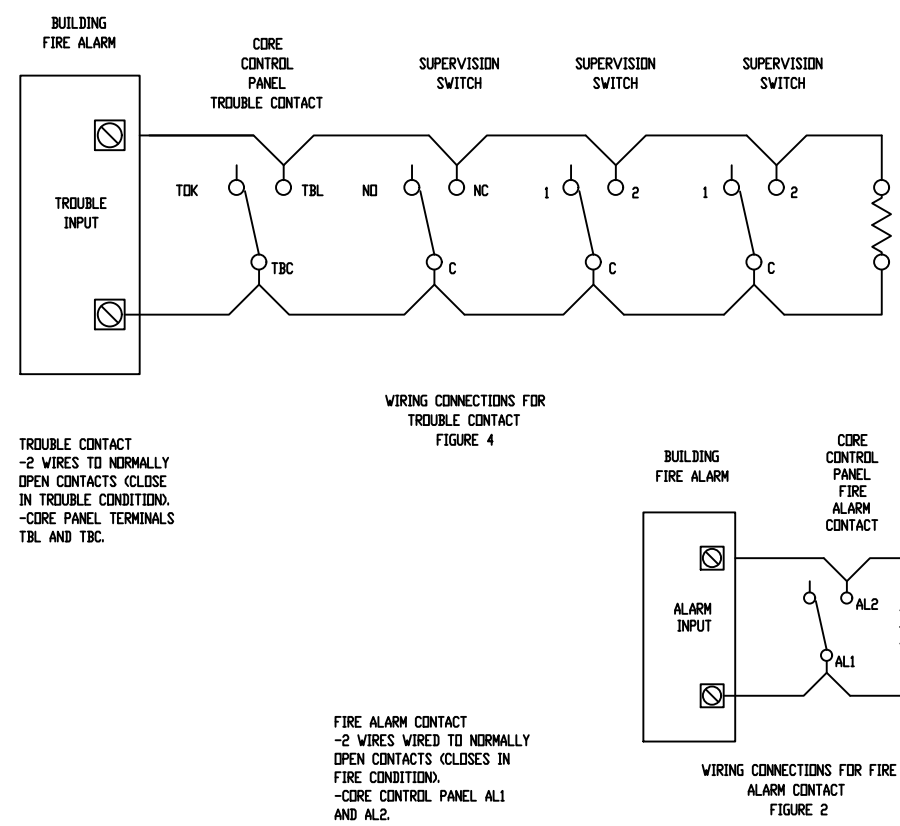 BUILDING
FIRE ALARM
CORE
CONTROL
PANEL
TROUBLE CONTACT
SUPERVISION
SWITCH
SUPERVISION
SWITCH
SUPERVISION
SWITCH
TROUBLE
INPUT
TOK
TBL
TBC
NO
NC
C
1
2
C
1
2
C
WIRING CONNECTIONS FOR
TROUBLE CONTACT
FIGURE 4
TROUBLE CONTACT
-2 WIRES TO NORMALLY
OPEN CONTACTS (CLOSE
IN TROUBLE CONDITION).
-CORE PANEL TERMINALS
TBL AND TBC.
BUILDING
FIRE ALARM
CORE
CONTROL
PANEL
FIRE
ALARM
CONTACT
ALARM
INPUT
AL2
AL1
FIRE ALARM CONTACT
-2 WIRES WIRED TO NORMALLY
OPEN CONTACTS (CLOSES IN
FIRE CONDITION).
-CORE CONTROL PANEL AL1
AND AL2.
WIRING CONNECTIONS FOR FIRE
ALARM CONTACT
FIGURE 2